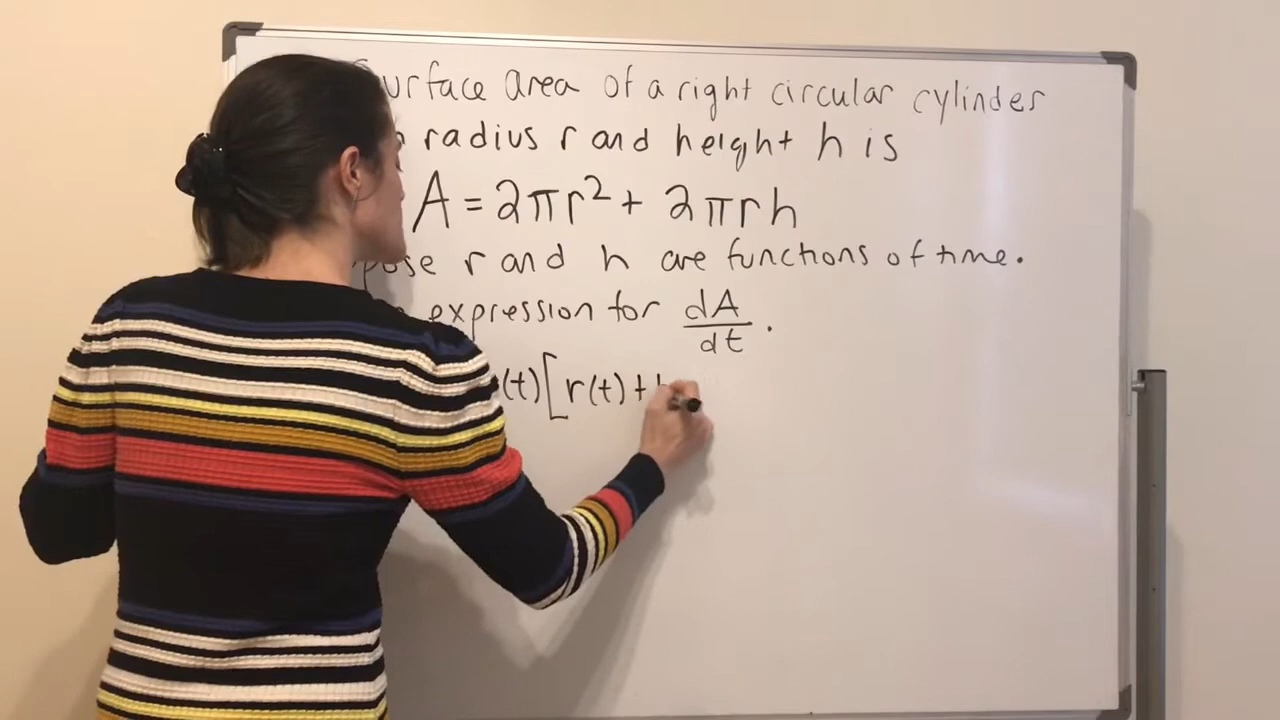 urface area of a right circular cylinder
radius r and height h is
A = 2πr² + 2πrh
pose r and h are functions of time.
expression for dA/dt.
(t)[r(t) +